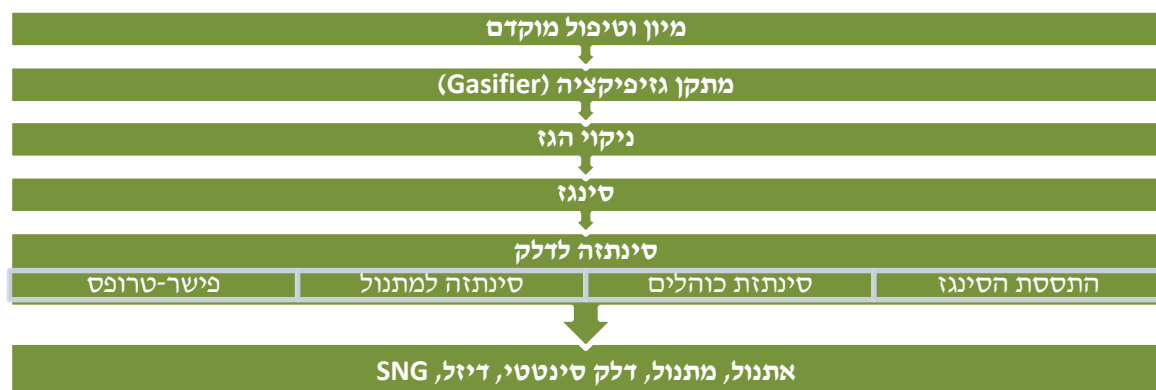 מיון וטיפול מוקדם
מתקן גזיפיקציה (Gasifier)
ניקוי הגז
סינגז
סינתזה לדלק
התססת הסינגז
סינתזת כוהלים
סינתזה למתנול
פישר-טרופס
אתנול, מתנול, דלק סינטטי, דיזל, SNG